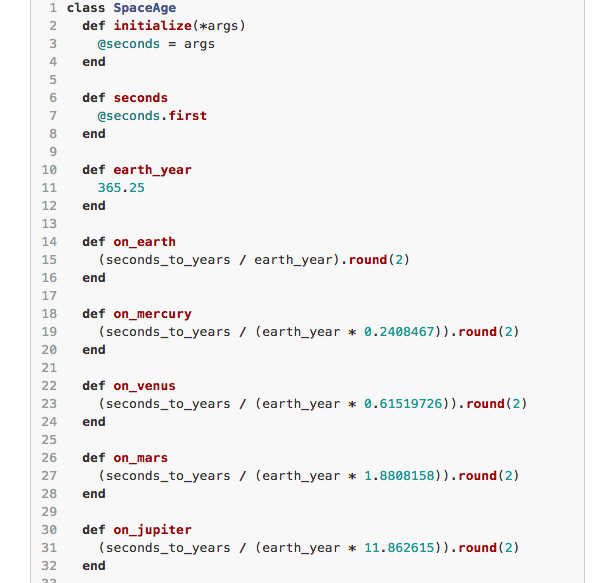 1 class SpaceAge
2   def initialize(*args)
3     @seconds = args
4   end
5
6   def seconds
7     @seconds.first
8   end
9
10   def earth_year
11     365.25
12   end
13
14   def on_earth
15     (seconds_to_years / earth_year).round(2)
16   end
17
18   def on_mercury
19     (seconds_to_years / (earth_year * 0.2408467)).round(2)
20   end
21
22   def on_venus
23     (seconds_to_years / (earth_year * 0.61519726)).round(2)
24   end
25
26   def on_mars
27     (seconds_to_years / (earth_year * 1.8808158)).round(2)
28   end
29
30   def on_jupiter
31     (seconds_to_years / (earth_year * 11.862615)).round(2)
32   end